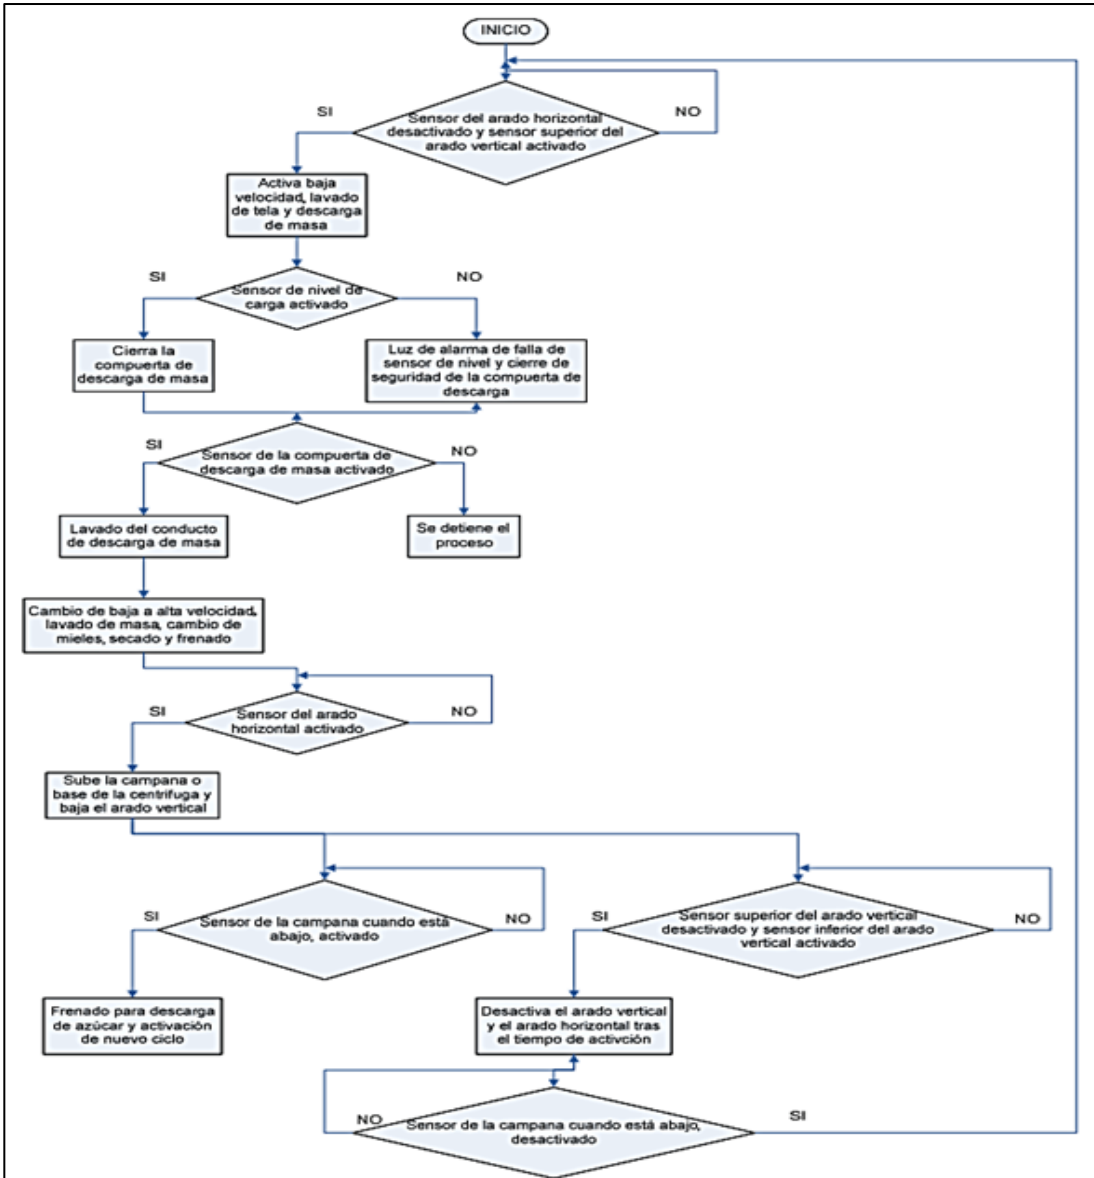 INICIO
SI
NO
Sensor del arado horizontal
desactivado y sensor superior del
arado vertical activado
Activa baja
velocidad, lavado
de tela y descarga
de masa
SI
NO
Sensor de nivel de
carga activado
Cierra la
compuerta de
descarga de masa
Luz de alarma de falla de
sensor de nivel y cierre de
seguridad de la compuerta de
descarga
SI
NO
Sensor de la compuerta de
descarga de masa activado
Lavado del conducto
de descarga de masa
Se detiene el
proceso
Cambio de baja a alta velocidad,
lavado de masa, cambio de
mieles, secado y frenado
SI
NO
Sensor del arado
horizontal activado
Sube la campana o
base de la centrífuga y
baja el arado vertical
SI
NO
Sensor de la campana cuando está
abajo, activado
SI
NO
Sensor superior del arado vertical
desactivado y sensor inferior del arado
vertical activado
Frenado para descarga
de azúcar y activación
de nuevo ciclo
Desactiva el arado vertical
y el arado horizontal tras
el tiempo de activción
NO
SI
Sensor de la campana cuando está abajo,
desactivado